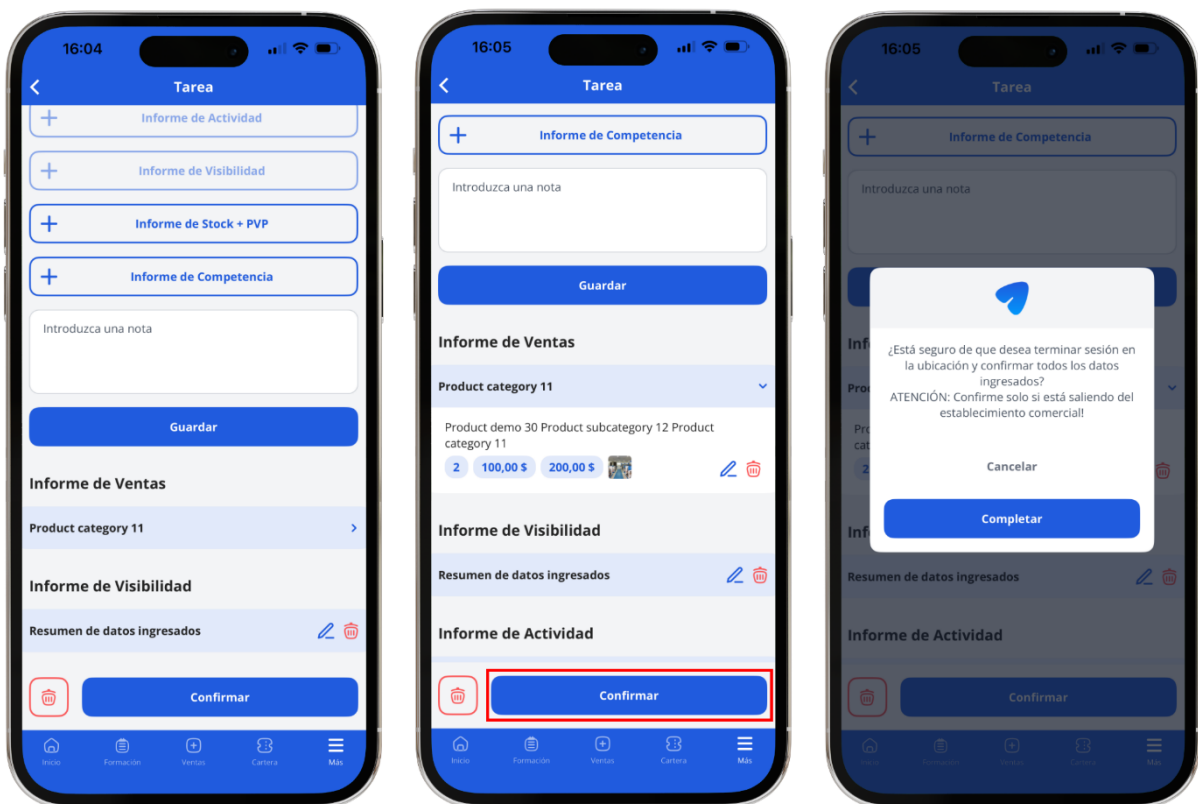 16:04
Tarea
Informe de Actividad
Informe de Visibilidad
Informe de Stock + PVP
Informe de Competencia
Introduzca una nota
Guardar
Informe de Ventas
Product category 11
Informe de Visibilidad
Resumen de datos ingresados
Confirmar
Inicio
Formación
Ventas
Cartera
Más
16:05
Tarea
Informe de Competencia
Introduzca una nota
Guardar
Informe de Ventas
Product category 11
Product demo 30 Product subcategory 12 Product
category 11
2
100,00 $
200,00 $
Informe de Visibilidad
Resumen de datos ingresados
Informe de Actividad
Confirmar
Inicio
Formación
Ventas
Cartera
Más
16:05
Tarea
Informe de Competencia
Introduzca una nota
¿Está seguro de que desea terminar sesión en
la ubicación y confirmar todos los datos
ingresados?
ATENCIÓN: Confirme solo si está saliendo del
establecimiento comercial!
Cancelar
Completar
Resumen de datos ingresados
Informe de Actividad
Confirmar
Inicio
Formación
Ventas
Cartera
Más